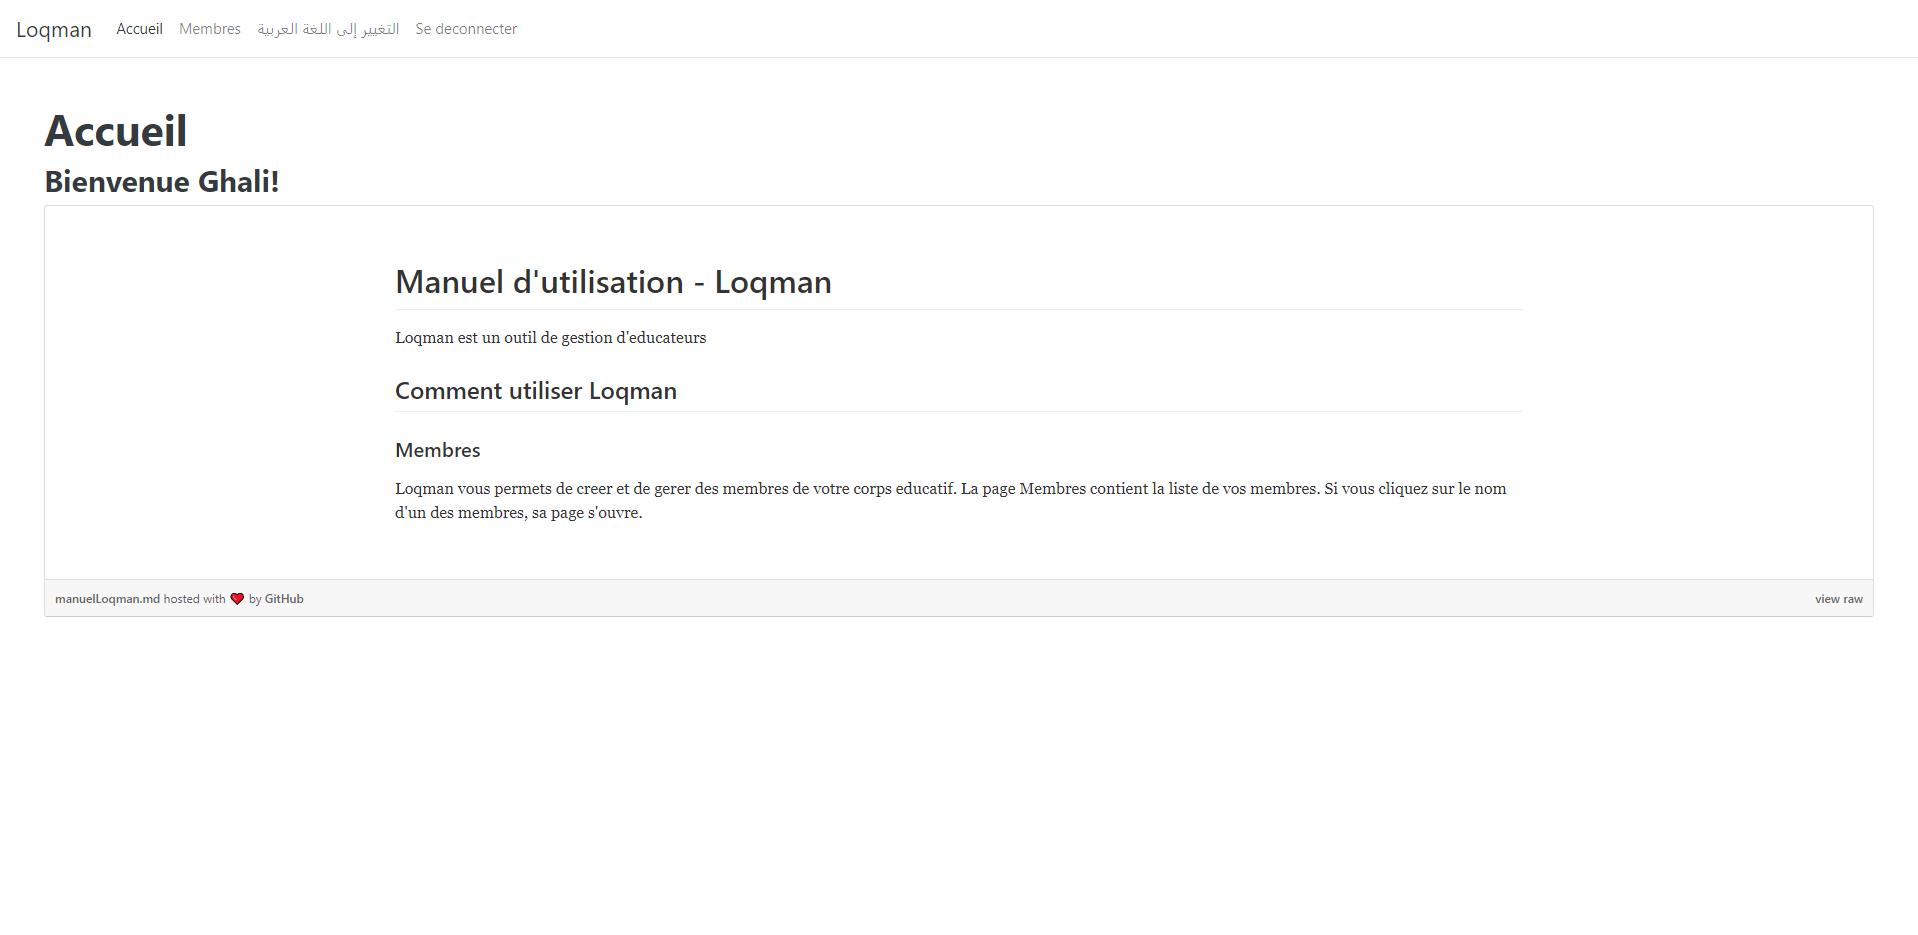 Loqman Accueil Membres التغيير إلى اللغة العربية Se deconnecter
Accueil
Bienvenue Ghali!
Manuel d'utilisation - Loqman
Loqman est un outil de gestion d'educateurs
Comment utiliser Loqman
Membres
Loqman vous permets de creer et de gerer des membres de votre corps educatif. La page Membres contient la liste de vos membres. Si vous cliquez sur le nom
d'un des membres, sa page s'ouvre.
manuelLoqman.md hosted with ❤ by GitHub view raw